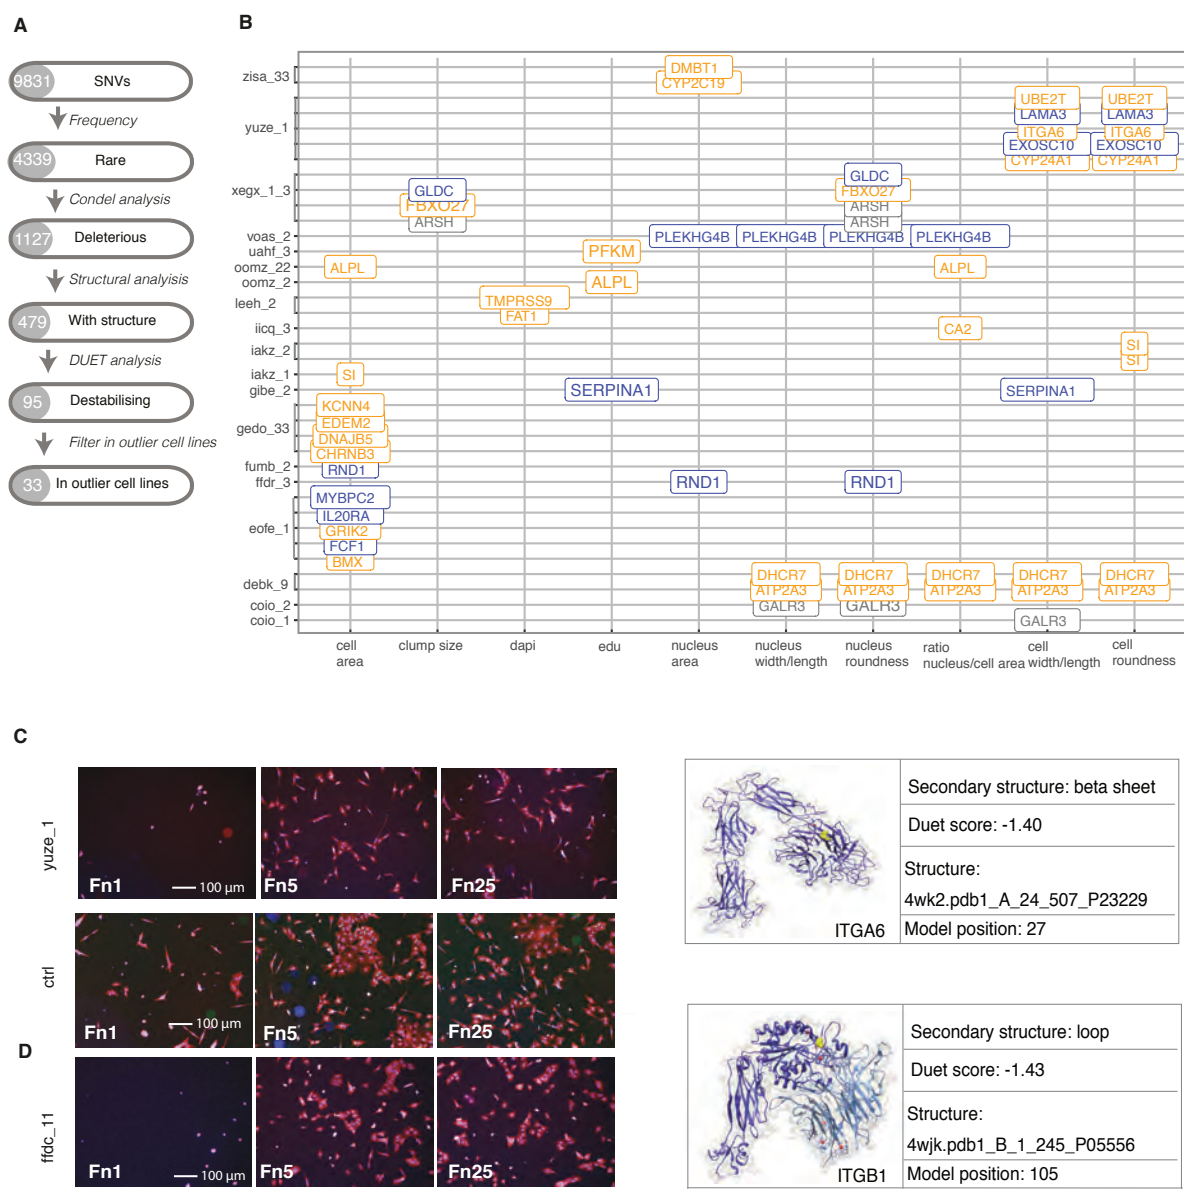 A
B
9831 SNVs
Frequency
4339 Rare
Condel analysis
1127 Deleterious
Structural analyisis
479 With structure
DUET analysis
95 Destabilising
Filter in outlier cell lines
33 In outlier cell lines
zisa_33
DMBT1
CYP2C19
UBE2T UBE2T
LAMA3 LAMA3
yuze_1
ITGA6 ITGA6
EXOSC10 EXOSC10
CYP24A1 CYP24A1
GLDC
xegx_1_3
GLDC FBXO27
FBXO27 ARSH
ARSH ARSH
voas_2 PLEKHG4B PLEKHG4B PLEKHG4B PLEKHG4B
uahf_3 PFKM
oomz_22 ALPL ALPL
oomz_2 ALPL
leeh_2 TMPRSS9
FAT1
iicq_3 CA2
iakz_2 SI
SI
iakz_1 SI
gibe_2 SERPINA1 SERPINA1
KCNN4
gedo_33 EDEM2
DNAJB5
CHRNB3
fumb_2 RND1
ffdr_3 RND1 RND1
MYBPC2
IL20RA
eofe_1 GRIK2
FCF1
BMX
debk_9 DHCR7 DHCR7 DHCR7 DHCR7 DHCR7
ATP2A3 ATP2A3 ATP2A3 ATP2A3 ATP2A3
coio_2 GALR3 GALR3
coio_1 GALR3
cell area
clump size
dapi
edu
nucleus area
nucleus width/length
nucleus roundness
ratio nucleus/cell area
cell width/length
cell roundness
C
yuze_1
Fn1 100 µm
Fn5
Fn25
ctrl
Fn1 100 µm
Fn5
Fn25
D
ffdc_11
Fn1 100 µm
Fn5
Fn25
ITGA6
Secondary structure: beta sheet
Duet score: -1.40
Structure:
4wk2.pdb1_A_24_507_P23229
Model position: 27
ITGB1
Secondary structure: loop
Duet score: -1.43
Structure:
4wjk.pdb1_B_1_245_P05556
Model position: 105